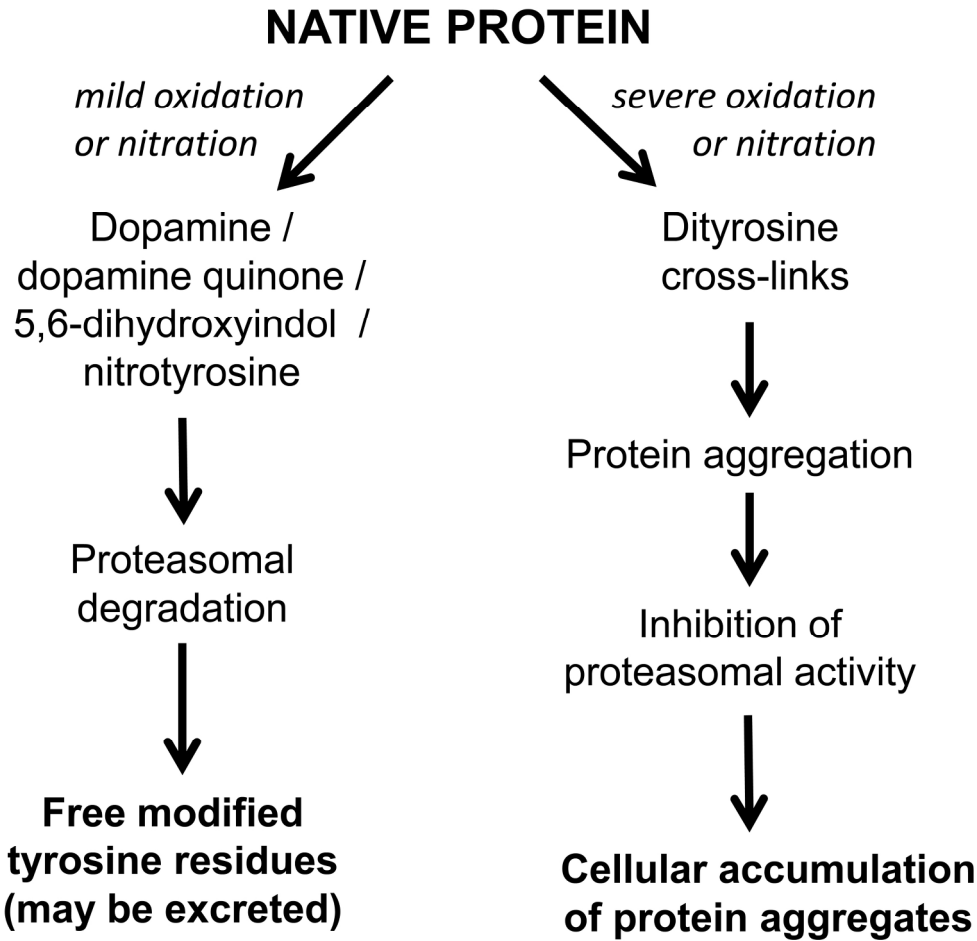 NATIVE PROTEIN
mild oxidation
or nitration
severe oxidation
or nitration
Dopamine /
dopamine quinone /
5,6-dihydroxyindol /
nitrotyrosine
Proteasomal
degradation
Free modified
tyrosine residues
(may be excreted)
Dityrosine
cross-links
Protein aggregation
Inhibition of
proteasomal activity
Cellular accumulation
of protein aggregates